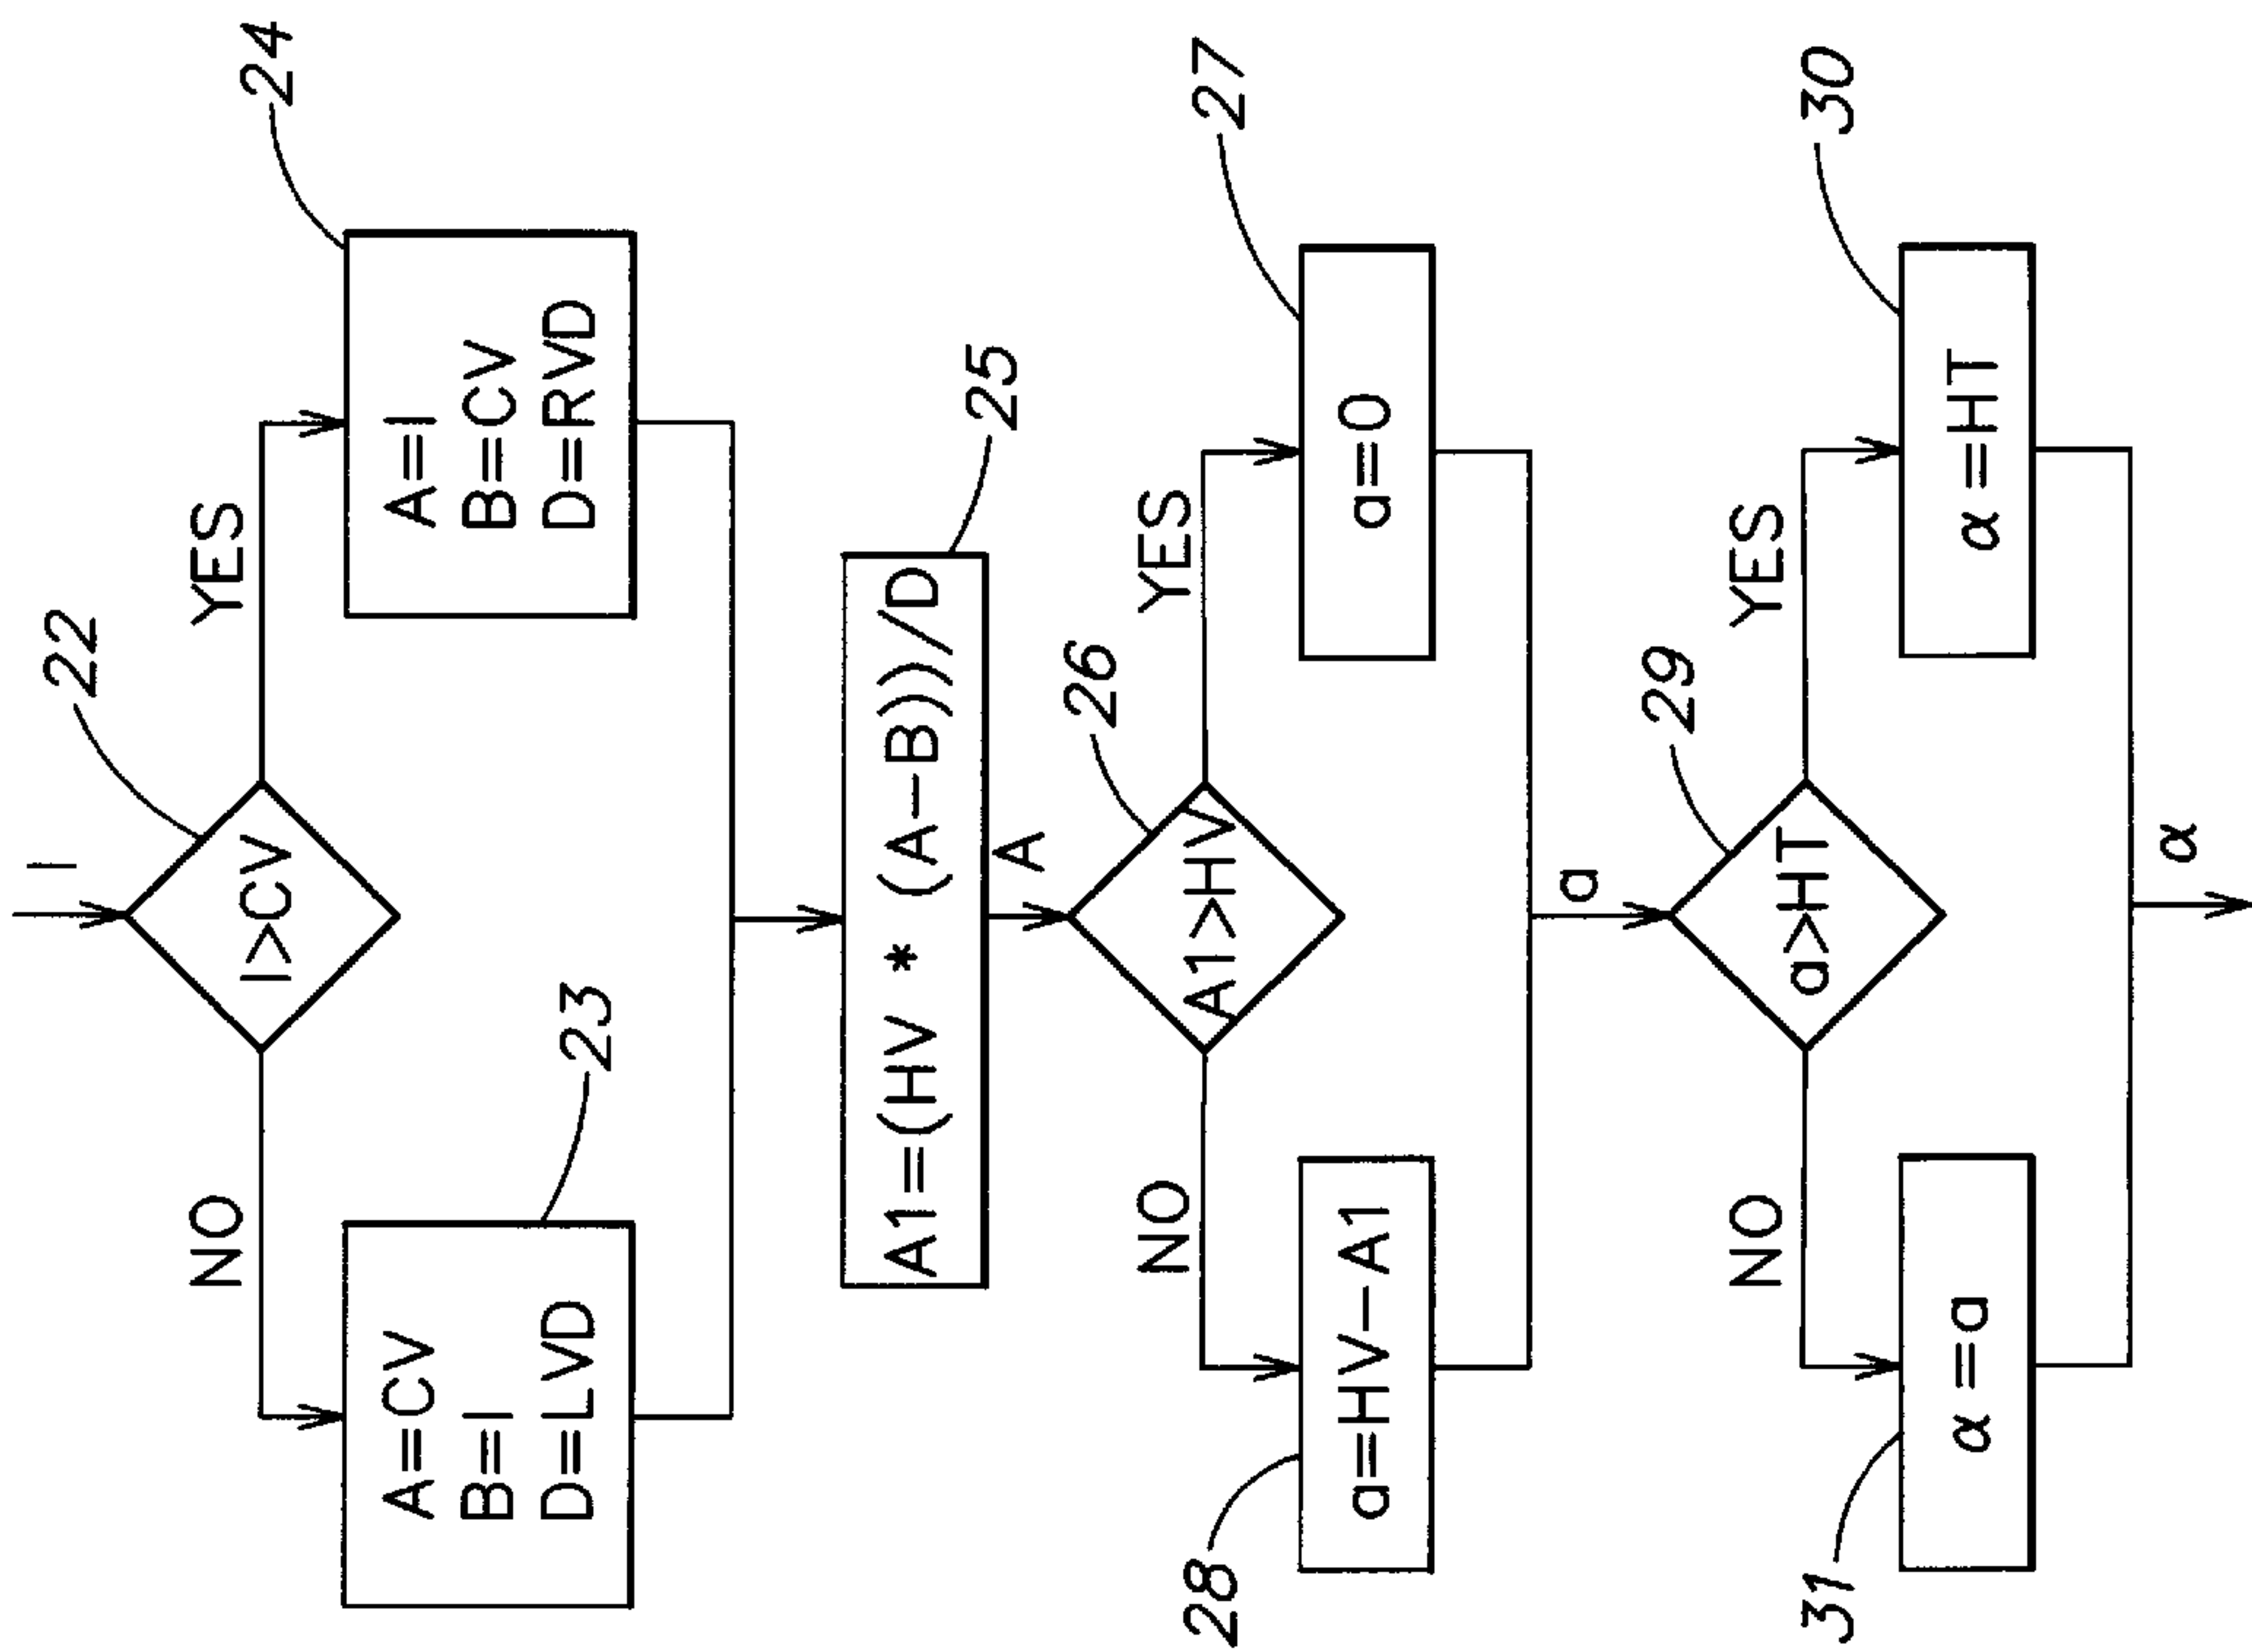 I
22
I>CV
NO
YES
23
A=CV
B=I
D=LVD
24
A=I
B=CV
D=RVD
25
A1=(HV * (A-B))/D
A
26
A1>HV
NO
YES
28
a=HV-A1
27
a=0
a
29
a>HT
NO
YES
31
α =a
30
α =HT
α